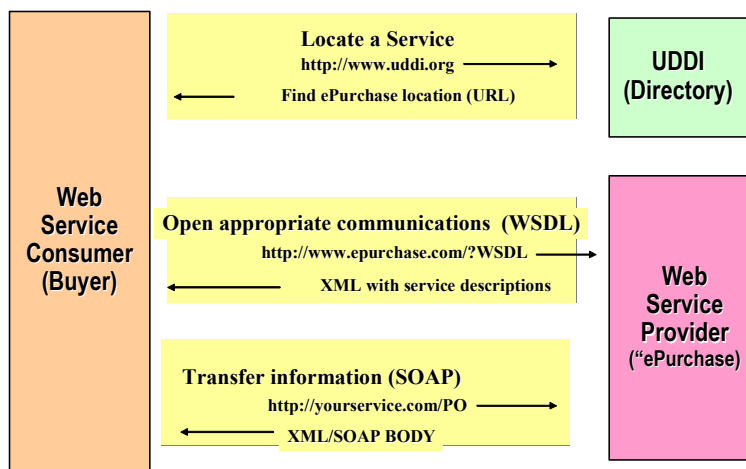 Locate a Service
http://www.uddi.org
Find ePurchase location (URL)
UDDI
(Directory)
Web
Service
Consumer
(Buyer)
Open appropriate communications (WSDL)
http://www.epurchase.com/?WSDL
XML with service descriptions
Web
Service
Provider
(“ePurchase)
Transfer information (SOAP)
http://yourservice.com/PO
XML/SOAP BODY